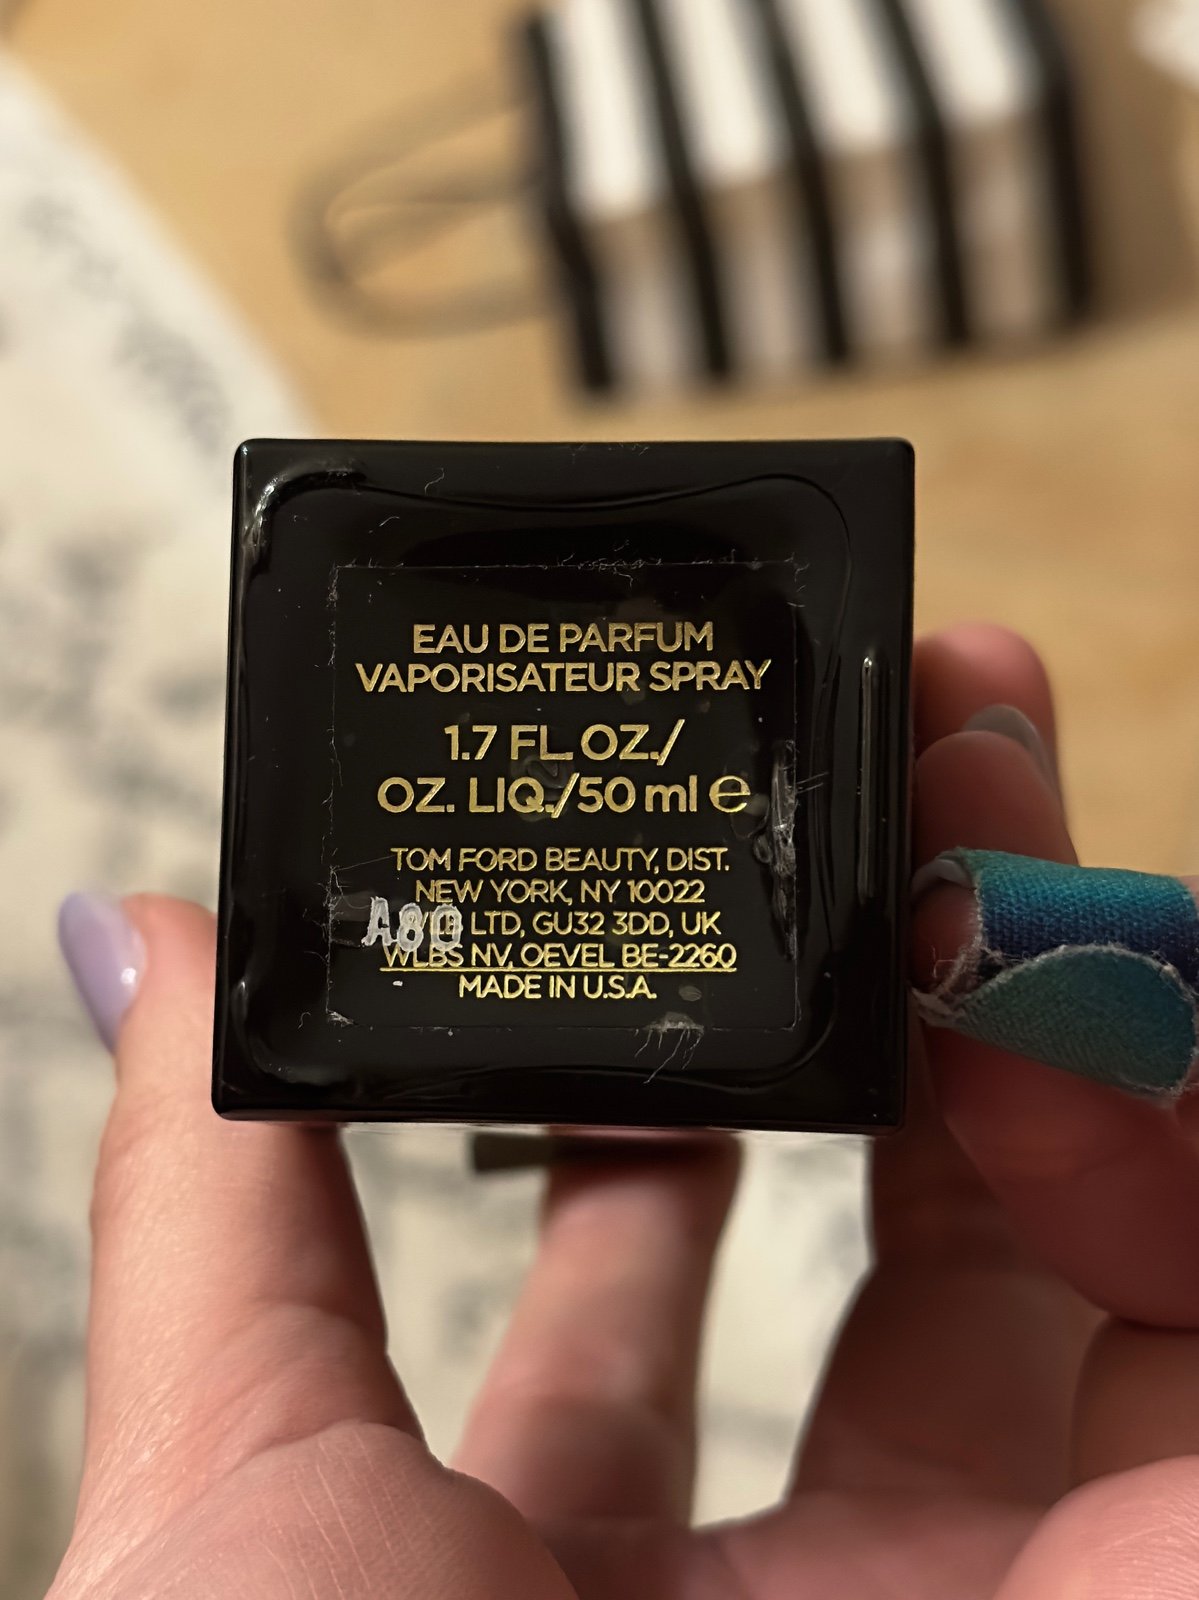 EAU DE PARFUM
VAPORISATEUR SPRAY
1.7 FL. OZ./
OZ. LIQ./50 ml ℮
TOM FORD BEAUTY, DIST.
NEW YORK, NY 10022
A80
LTD, GU32 3DD, UK
WLBS NV, OEVEL BE-2260
MADE IN U.S.A.